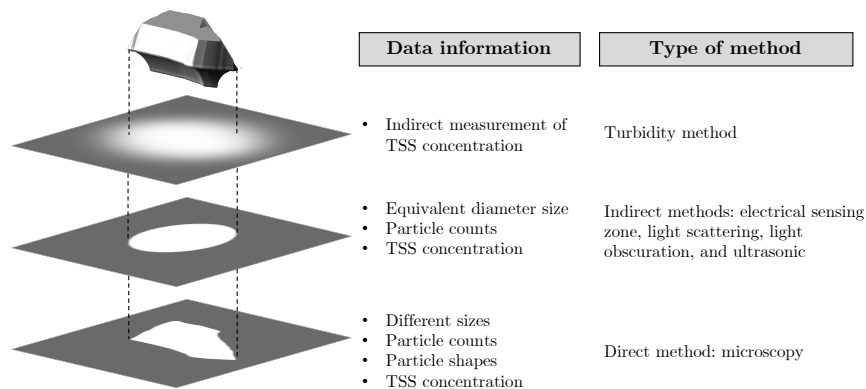 Data information
Type of method
• Indirect measurement of
TSS concentration
Turbidity method
• Equivalent diameter size
• Particle counts
• TSS concentration
Indirect methods: electrical sensing
zone, light scattering, light
obscuration, and ultrasonic
• Different sizes
• Particle counts
• Particle shapes
• TSS concentration
Direct method: microscopy